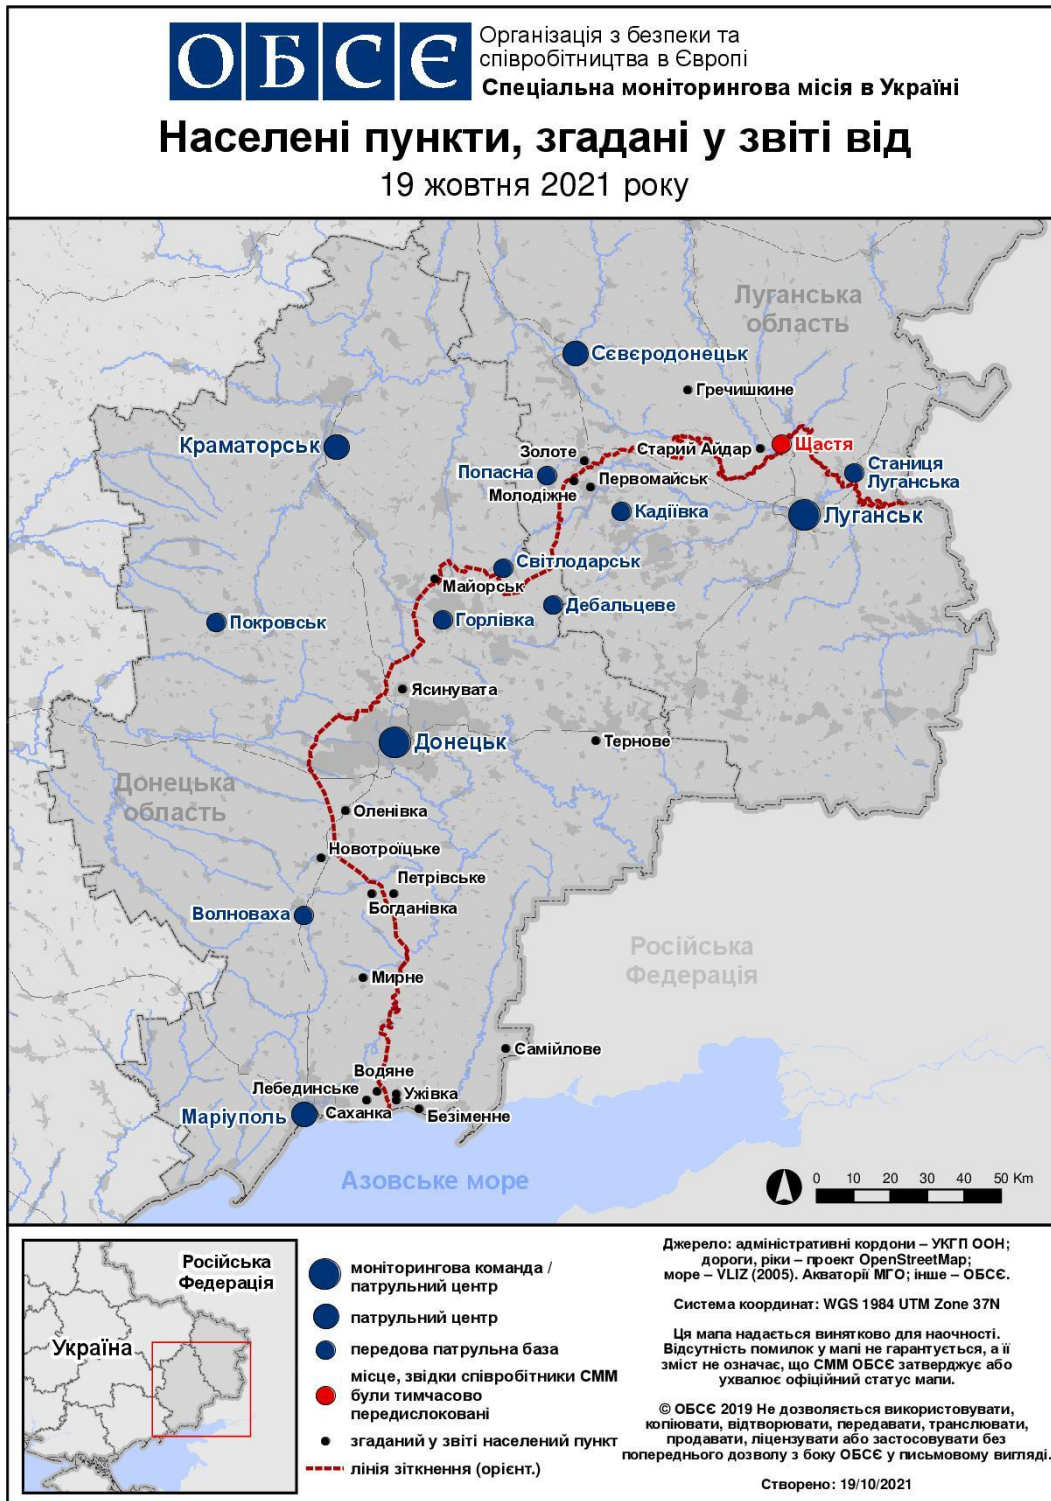 ОБСЄ
Організація з безпеки та
співробітництва в Європі
Спеціальна моніторингова місія в Україні
Населені пункти, згадані у звіті від
19 жовтня 2021 року
Луганська
область
Сєвєродонецьк
Гречишкине
Краматорськ
Золоте
Старий Айдар
Щастя
Попасна
Первомайськ
Молодіжне
Станиця
Луганська
Кадіївка
Луганськ
Світлодарськ
Майорськ
Дебальцеве
Горлівка
Покровськ
Ясинувата
Донецьк
Тернове
Донецька
область
Оленівка
Новотроїцьке
Петрівське
Богданівка
Волноваха
Російська
Федерація
Мирне
Самійлове
Водяне
Лебединське
Ужівка
Саханка
Безіменне
Маріуполь
Азовське море
0 10 20 30 40 50 Km
Російська
Федерація
Україна
моніторингова команда /
патрульний центр
патрульний центр
передова патрульна база
місце, звідки співробітники СММ
були тимчасово
передислоковані
згаданий у звіті населений пункт
лінія зіткнення (орієнт.)
Джерело: адміністративні кордони – УКГП ООН;
дороги, ріки – проект OpenStreetMap;
море – VLIZ (2005). Акваторії МГО; інше – ОБСЄ.
Система координат: WGS 1984 UTM Zone 37N
Ця мапа надається винятково для наочності.
Відсутність помилок у мапі не гарантується, а її
зміст не означає, що СММ ОБСЄ затверджує або
ухвалює офіційний статус мапи.
© ОБСЄ 2019 Не дозволяється використовувати,
копіювати, відтворювати, передавати, транслювати,
продавати, ліцензувати або застосовувати без
попереднього дозволу з боку ОБСЄ у письмовому вигляді.
Створено: 19/10/2021